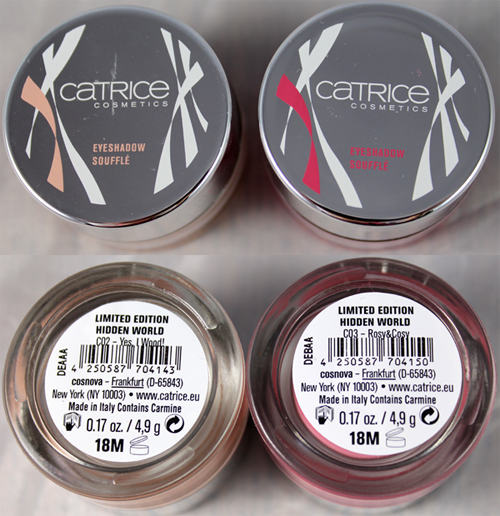 CATRICE
COSMETICS
EYESHADOW
SOUFFLÉ
CATRICE
COSMETICS
EYESHADOW
SOUFFLÉ
LIMITED EDITION
HIDDEN WORLD
C02 - Yes, I Wood!
DEAAA
4 250587 704143
cosnova - Frankfurt (D-65843)
New York (NY 10003) • www.catrice.eu
Made in Italy Contains Carmine
0.17 oz. / 4,9 g
18M
LIMITED EDITION
HIDDEN WORLD
C03 - Rosy&Cosy
DEBAA
4 250587 704150
cosnova - Frankfurt (D-65843)
New York (NY 10003) • www.catrice.eu
Made in Italy Contains Carmine
0.17 oz. / 4,9 g
18M